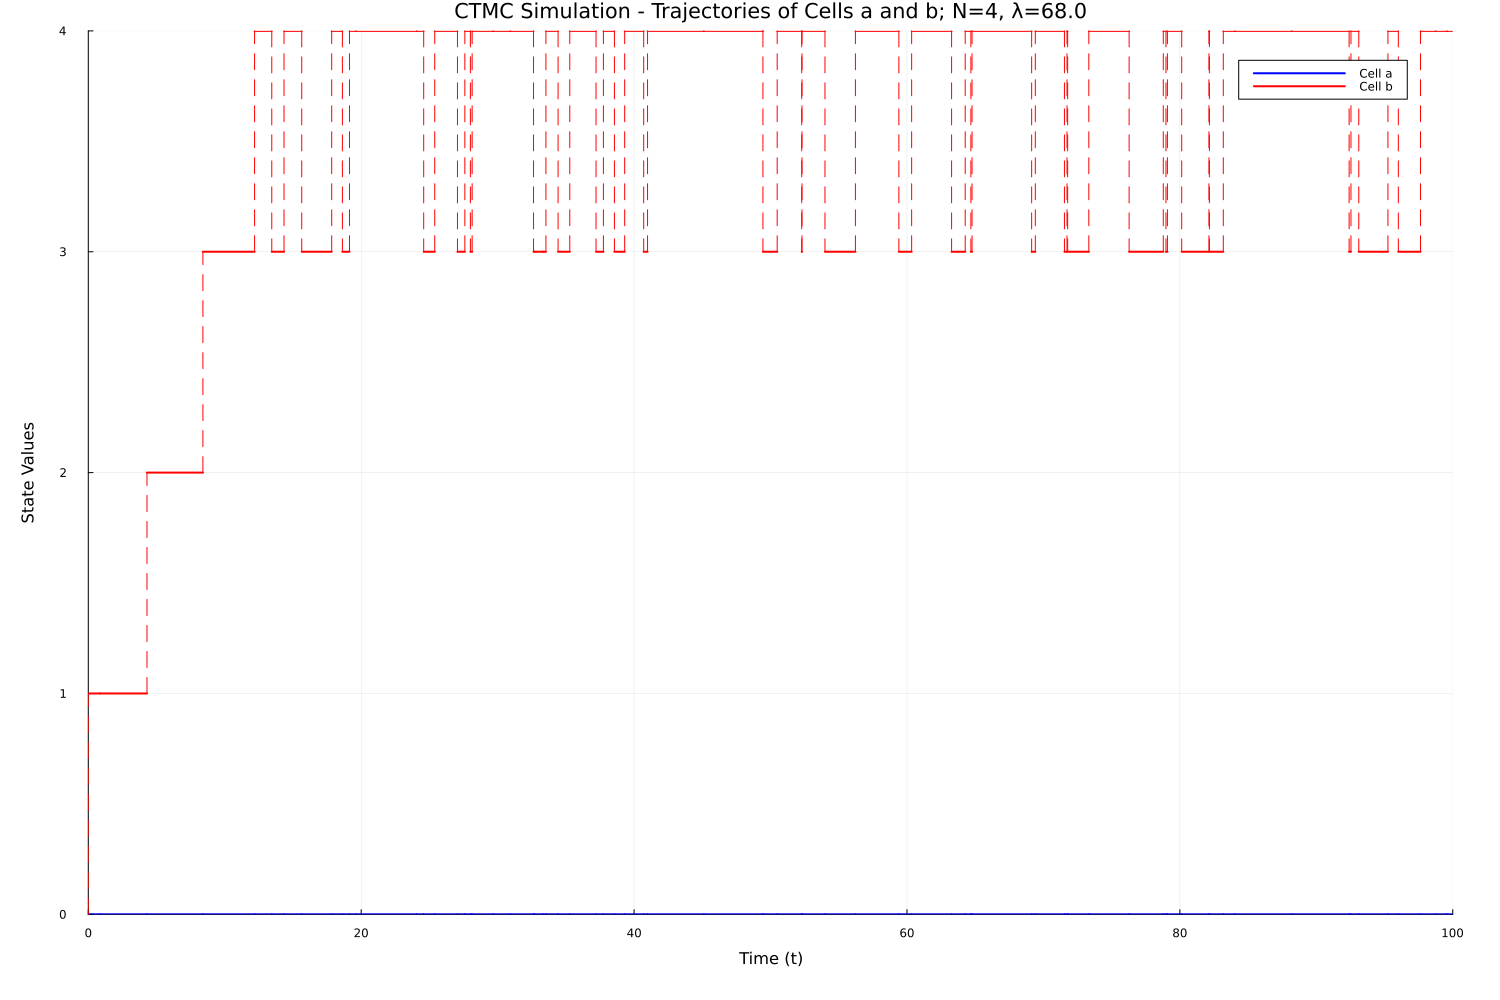 CTMC Simulation - Trajectories of Cells a and b; N=4, λ=68.0
4
Cell a
Cell b
3
State Values
2
1
0
0 20 40 60 80 100
Time (t)